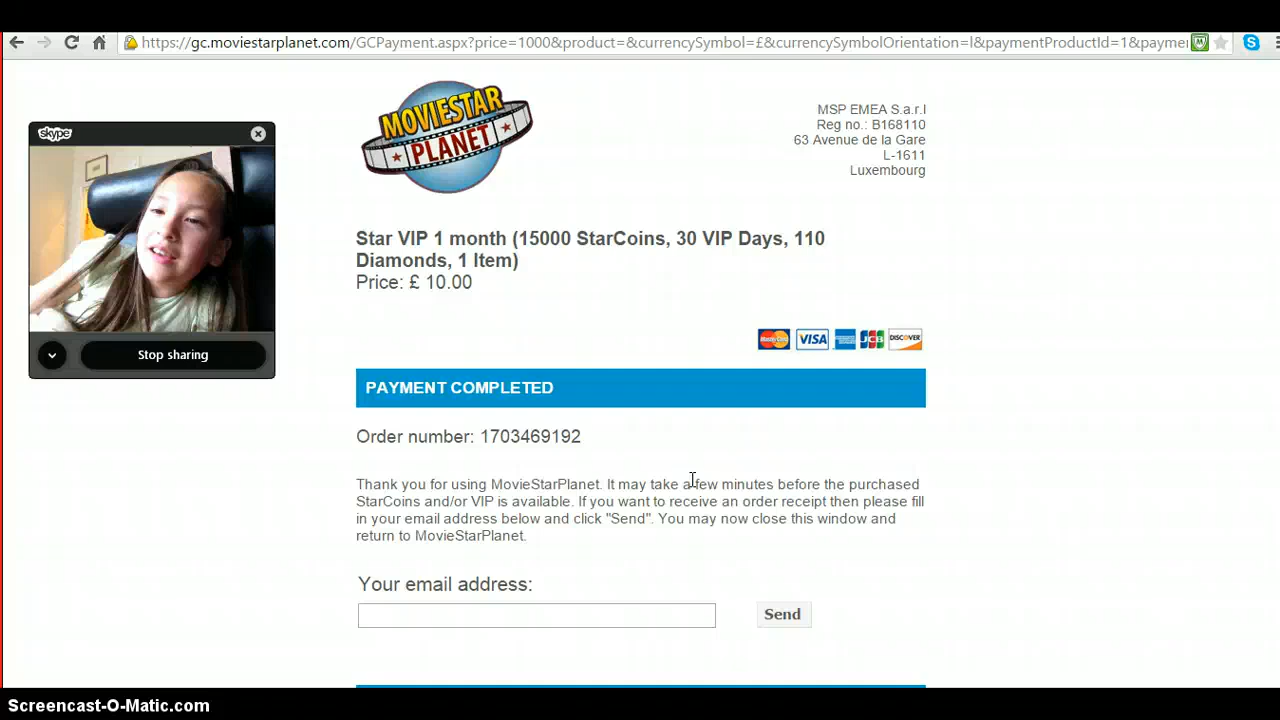 https://gc.moviestarplanet.com/GCPayment.aspx?price=1000&product=&currencySymbol=£&currencySymbolOrientation=l&paymentProductId=1&payme
MOVIESTAR
PLANET
MSP EMEA S.a.r.l
Reg no.: B168110
63 Avenue de la Gare
L-1611
Luxembourg
skype
Stop sharing
Star VIP 1 month (15000 StarCoins, 30 VIP Days, 110
Diamonds, 1 Item)
Price: £ 10.00
MasterCard VISA JCB DISCOVER
PAYMENT COMPLETED
Order number: 1703469192
Thank you for using MovieStarPlanet. It may take a few minutes before the purchased
StarCoins and/or VIP is available. If you want to receive an order receipt then please fill
in your email address below and click "Send". You may now close this window and
return to MovieStarPlanet.
Your email address:
Send
Screencast-O-Matic.com